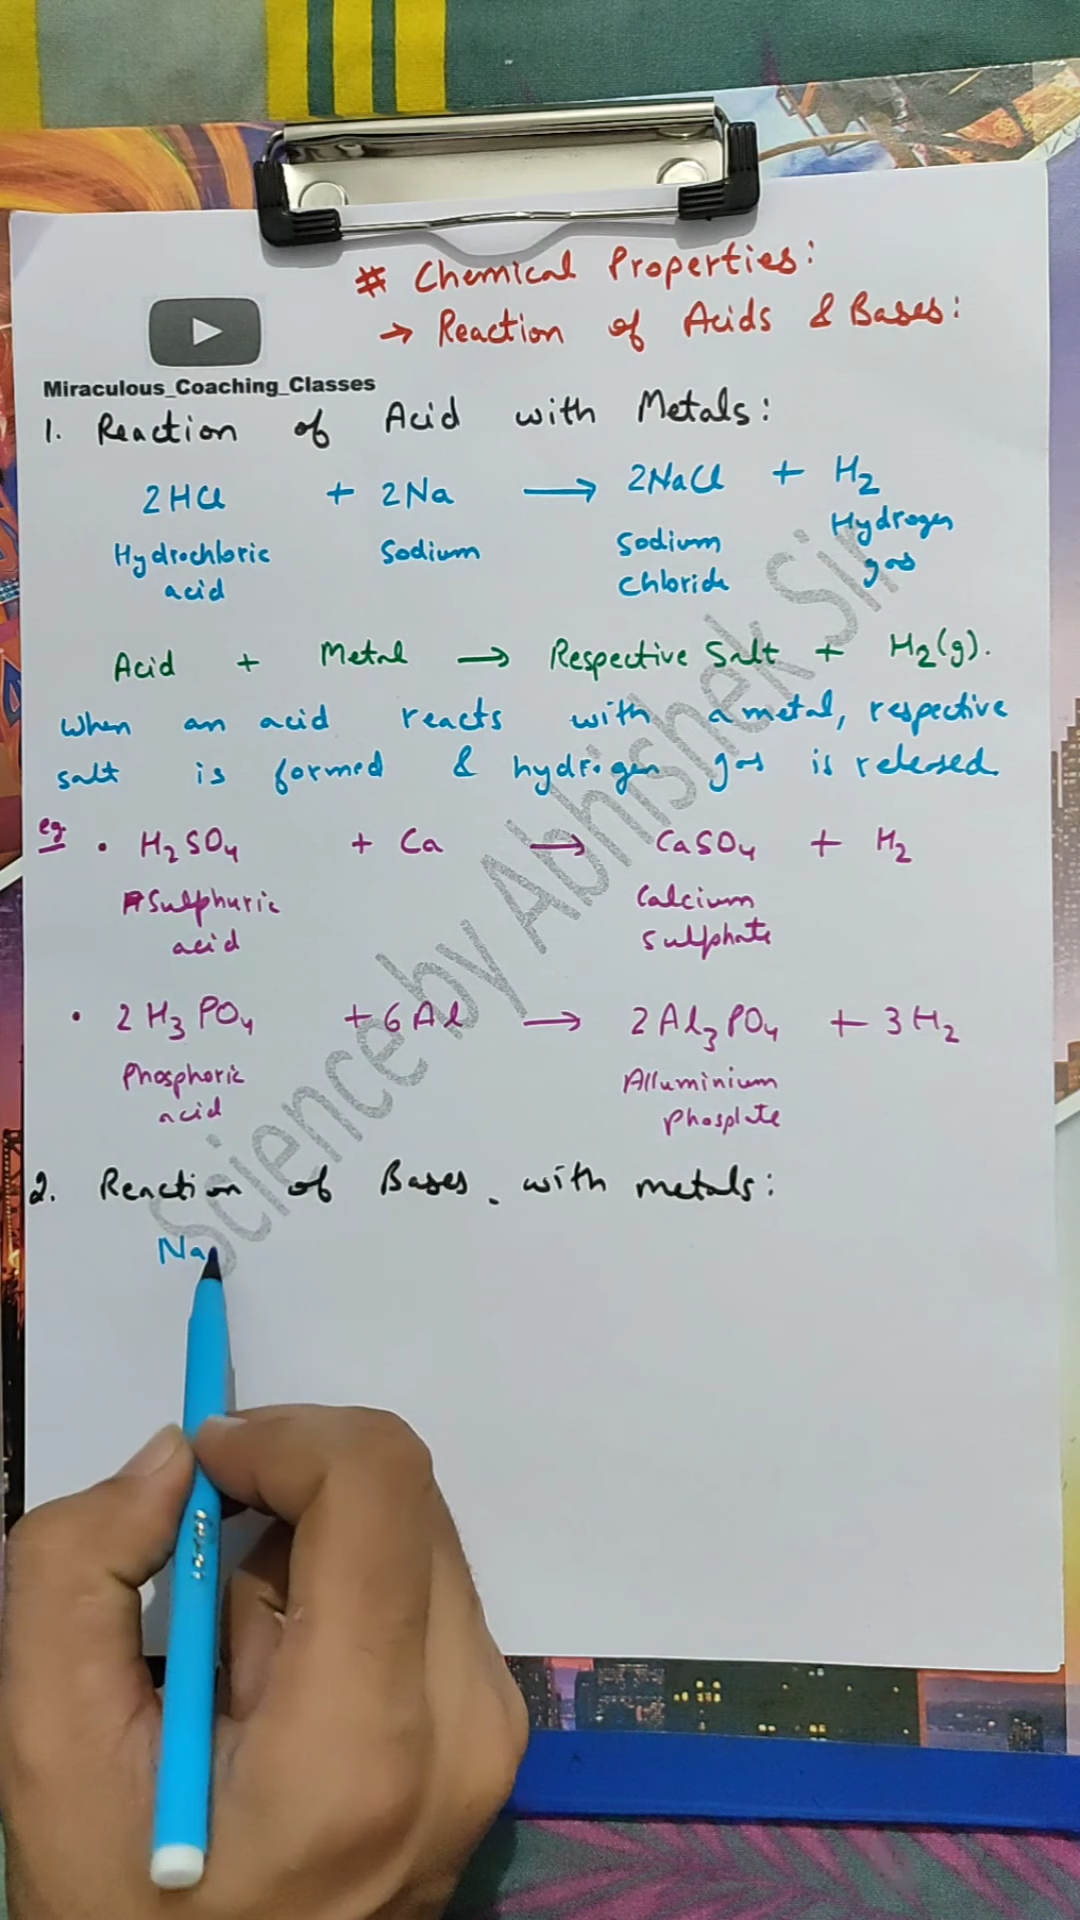 # Chemical Properties:
→ Reaction of Acids & Bases:
Miraculous_Coaching_Classes
1. Reaction of Acid with Metals:
2HCl + 2Na ⟶ 2NaCl + H₂
Hydrochloric acid Sodium Sodium chloride Hydrogen gas
Acid + Metal ⟶ Respective Salt + H₂(g).
When an acid reacts with a metal, respective
salt is formed & hydrogen gas is released
eg • H₂SO₄ + Ca ⟶ CaSO₄ + H₂
Sulphuric acid Calcium sulphate
• 2H₃PO₄ + 6Al ⟶ 2Al₃PO₄ + 3H₂
Phosphoric acid Alluminium phosplate
2. Reaction of Bases with metals:
Na
Science by Abhishek Sir